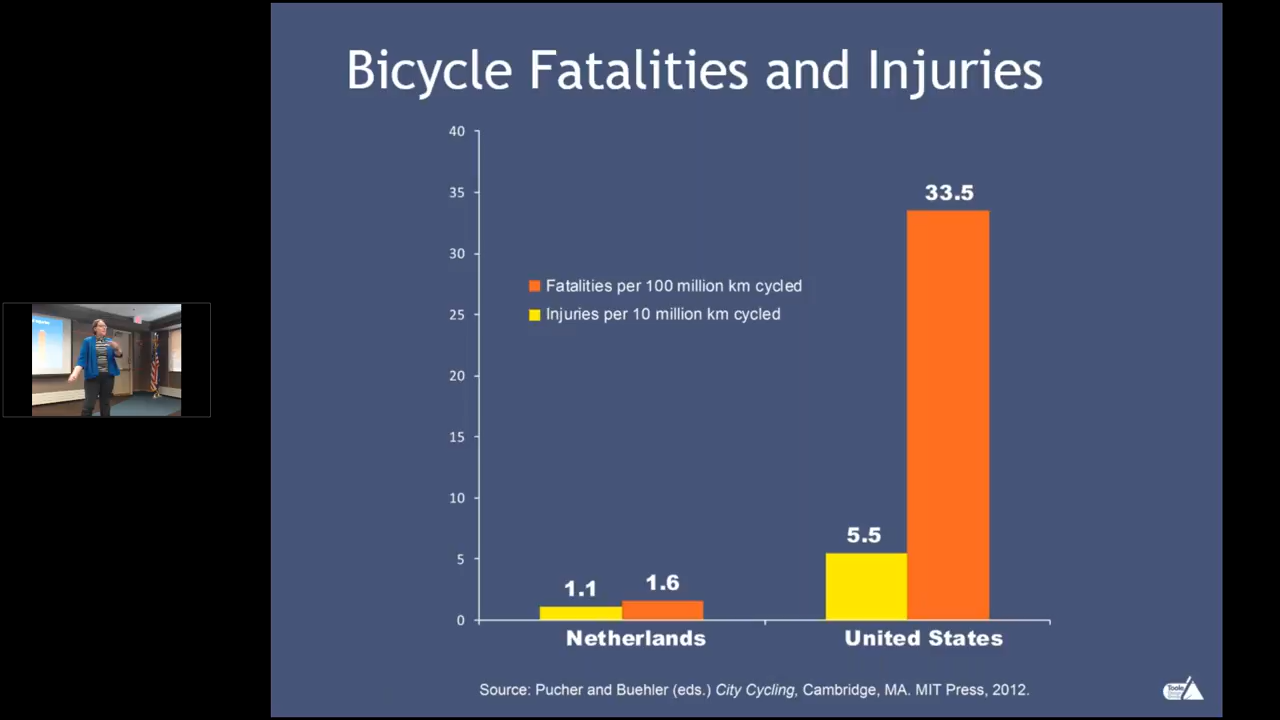 Bicycle Fatalities and Injuries
40
35
30
25
20
15
10
5
0
33.5
Fatalities per 100 million km cycled
Injuries per 10 million km cycled
5.5
1.1
1.6
Netherlands
United States
Source: Pucher and Buehler (eds.) City Cycling, Cambridge, MA. MIT Press, 2012.
Toole